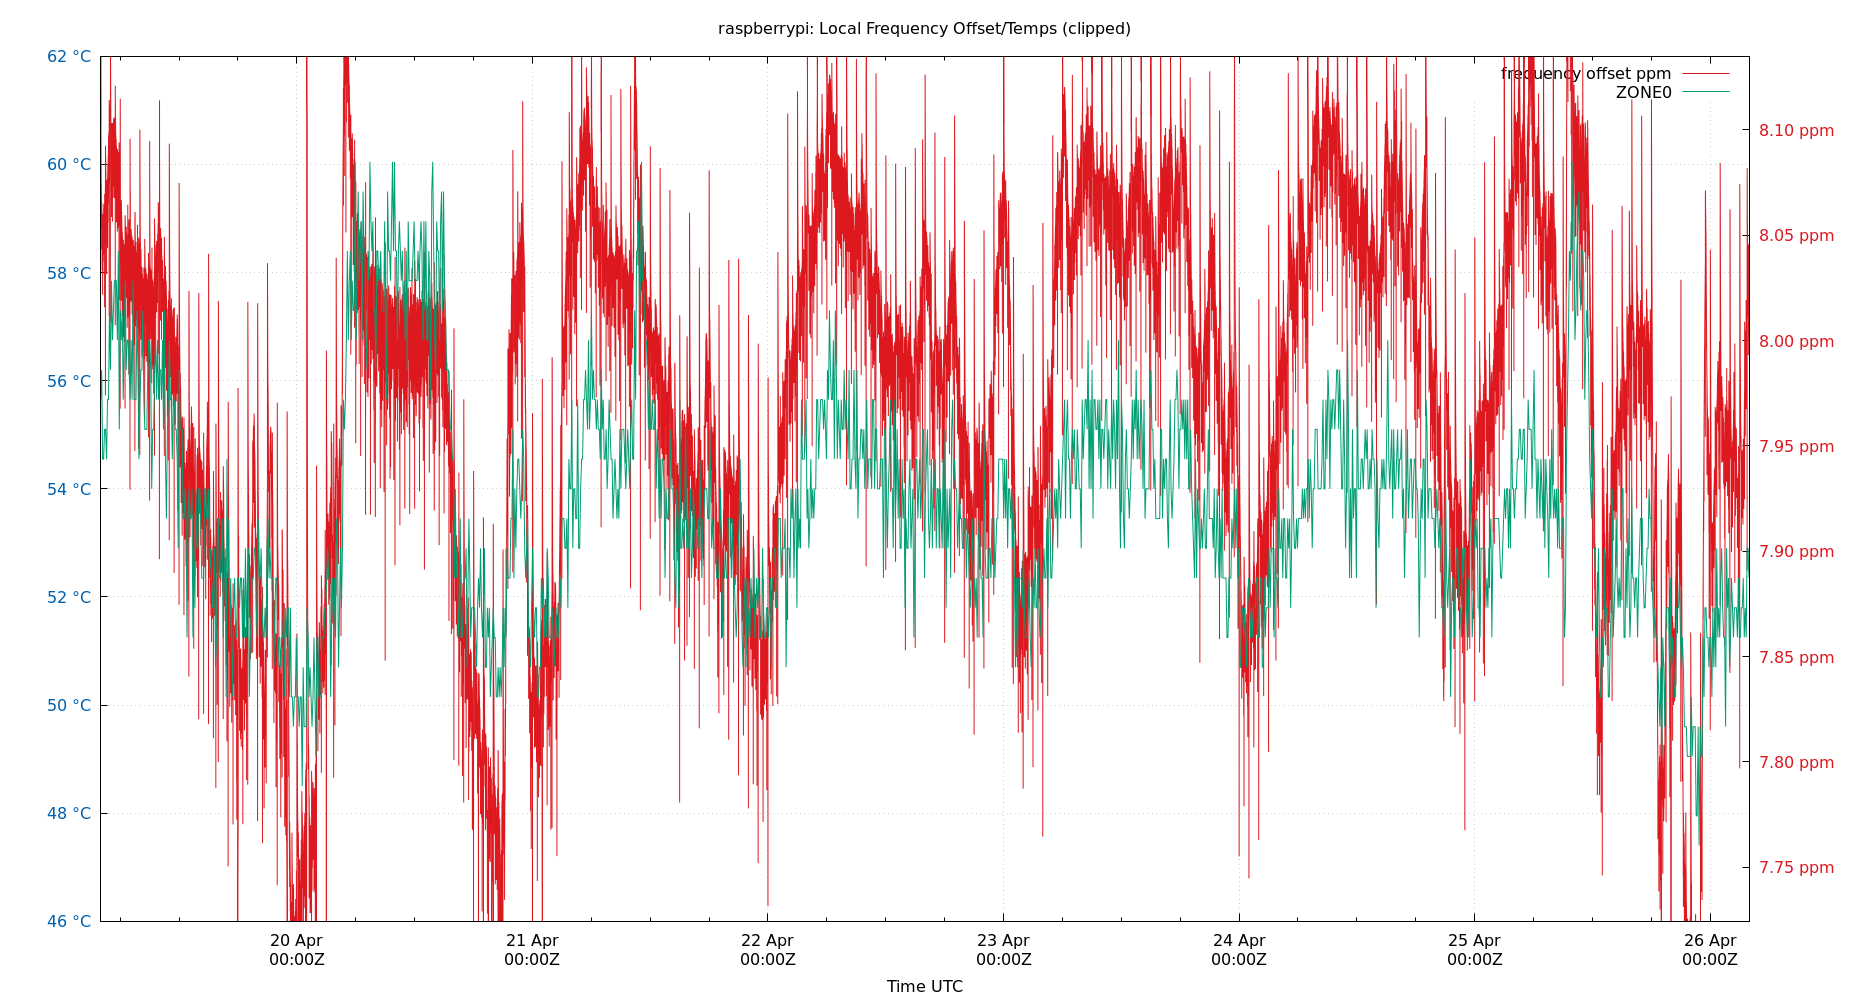 raspberrypi: Local Frequency Offset/Temps (clipped)
62 °C
60 °C
58 °C
56 °C
54 °C
52 °C
50 °C
48 °C
46 °C
frequency offset ppm
ZONE0
8.10 ppm
8.05 ppm
8.00 ppm
7.95 ppm
7.90 ppm
7.85 ppm
7.80 ppm
7.75 ppm
20 Apr
00:00Z
21 Apr
00:00Z
22 Apr
00:00Z
23 Apr
00:00Z
24 Apr
00:00Z
25 Apr
00:00Z
26 Apr
00:00Z
Time UTC